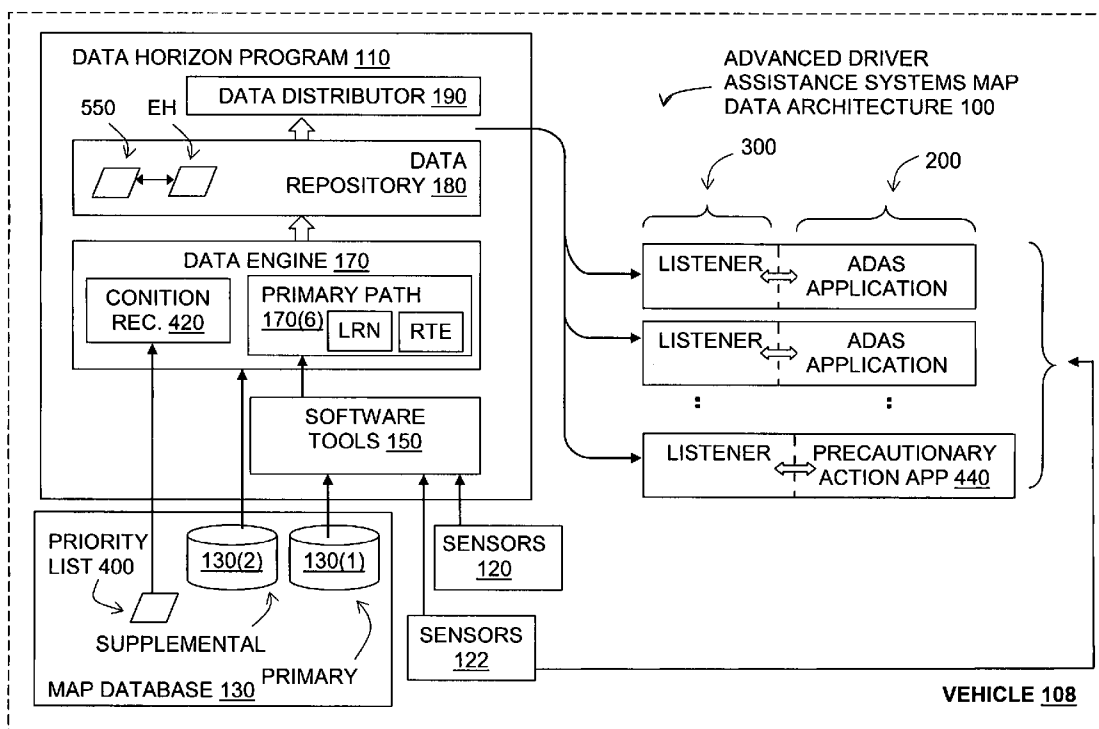 DATA HORIZON PROGRAM 110
DATA DISTRIBUTOR 190
550
EH
DATA
REPOSITORY 180
DATA ENGINE 170
CONITION
REC. 420
PRIMARY PATH
170(6)
LRN
RTE
SOFTWARE
TOOLS 150
ADVANCED DRIVER
ASSISTANCE SYSTEMS MAP
DATA ARCHITECTURE 100
300
200
LISTENER
ADAS
APPLICATION
LISTENER
ADAS
APPLICATION
:
:
LISTENER
PRECAUTIONARY
ACTION APP 440
PRIORITY
LIST 400
130(2)
130(1)
SUPPLEMENTAL
PRIMARY
MAP DATABASE 130
SENSORS
120
SENSORS
122
VEHICLE 108